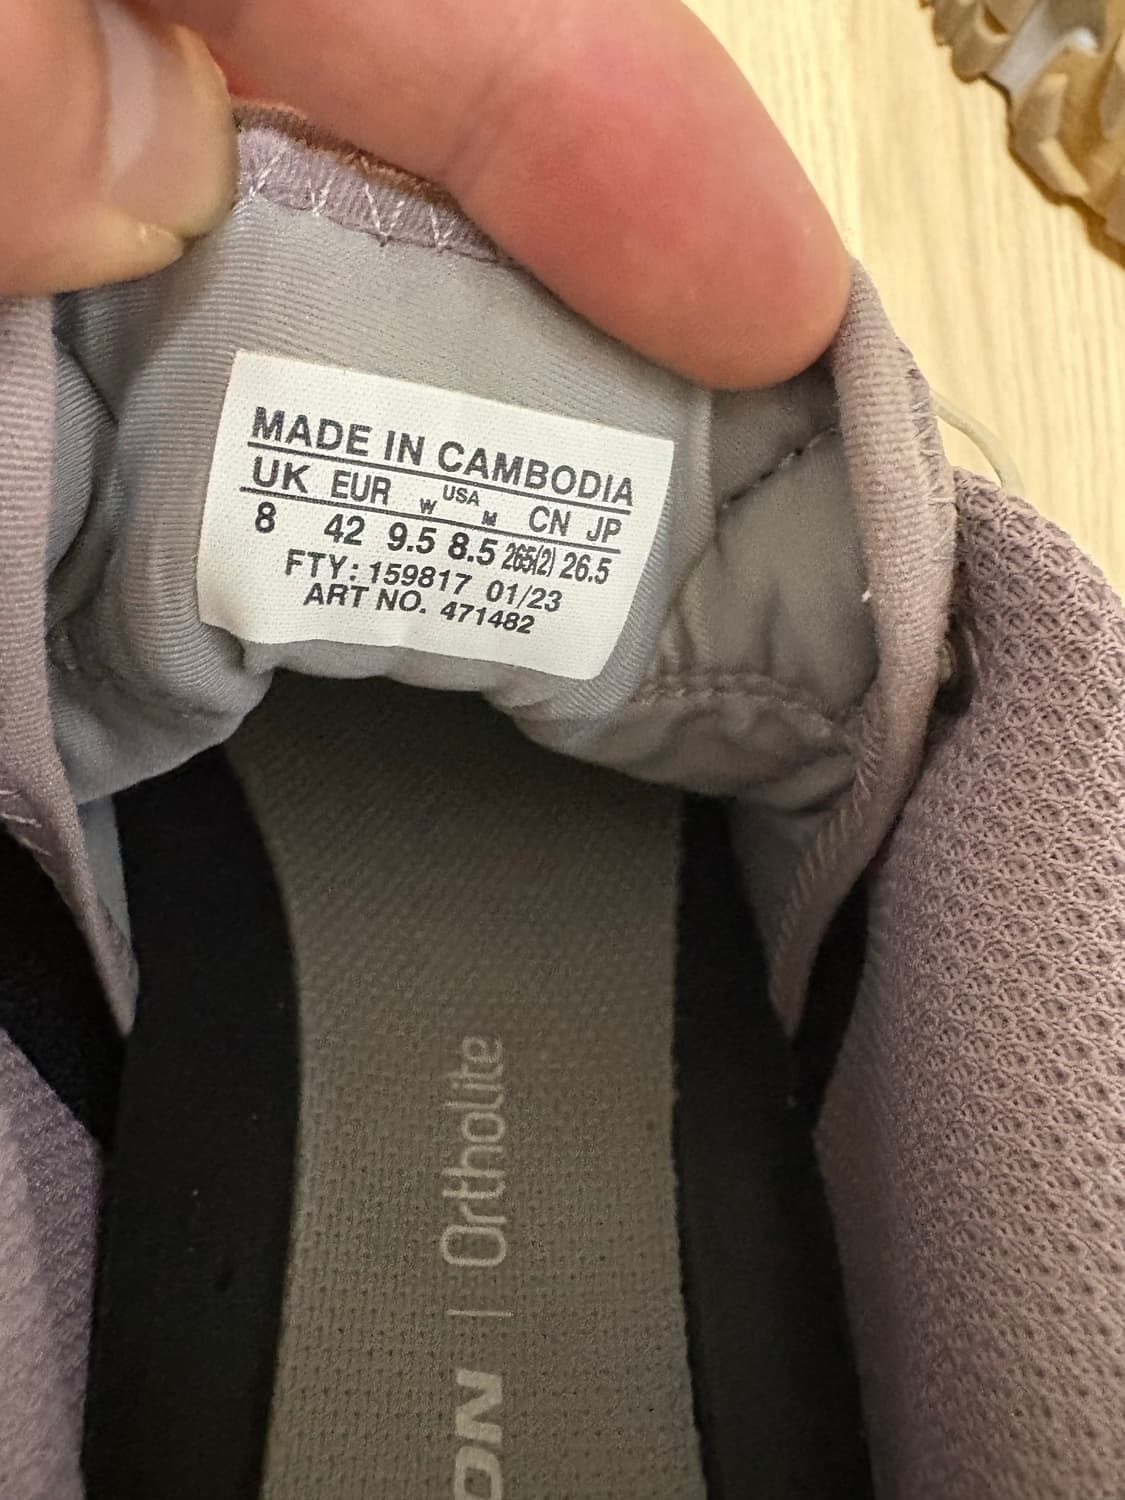 MADE IN CAMBODIA
UK EUR W USA M CN JP
8 42 9.5 8.5 265(2) 26.5
FTY: 159817 01/23
ART NO. 471482
ON | Ortholite